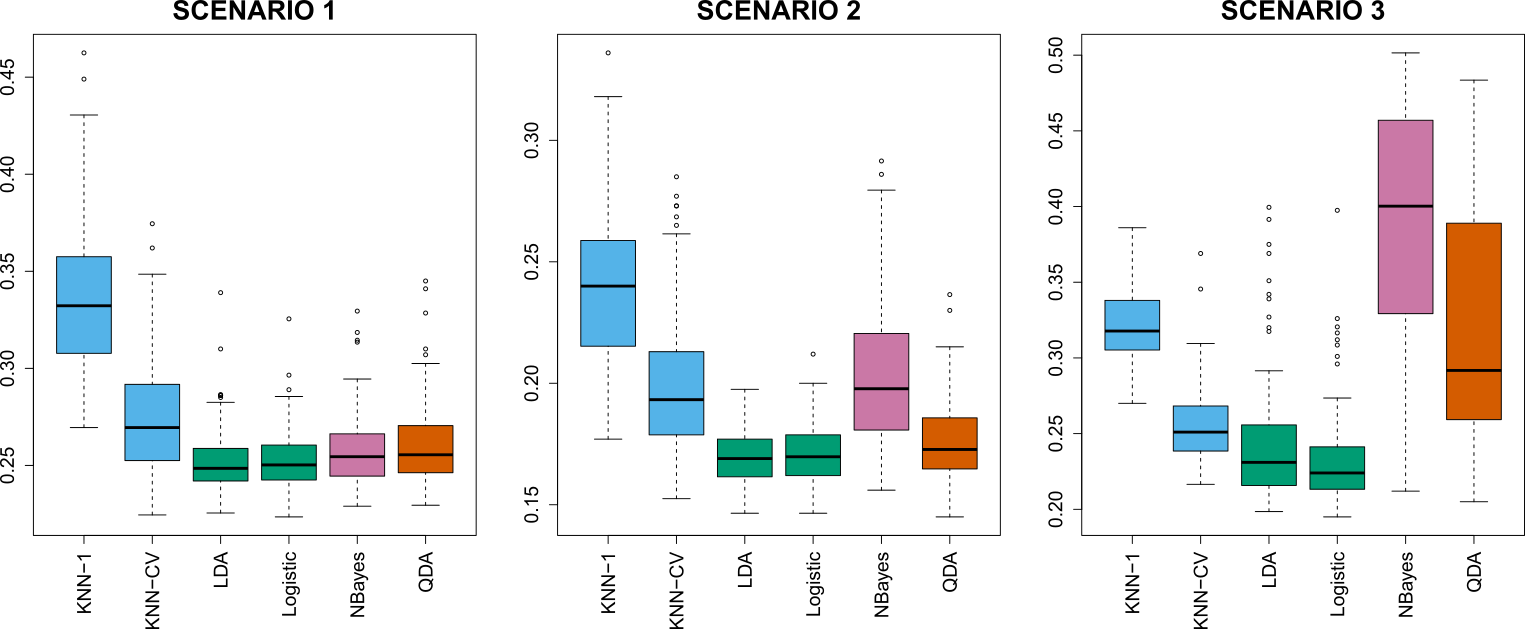 SCENARIO 1
0.45
0.40
0.35
0.30
0.25
KNN−1
KNN−CV
LDA
Logistic
NBayes
QDA
SCENARIO 2
0.30
0.25
0.20
0.15
KNN−1
KNN−CV
LDA
Logistic
NBayes
QDA
SCENARIO 3
0.50
0.45
0.40
0.35
0.30
0.25
0.20
KNN−1
KNN−CV
LDA
Logistic
NBayes
QDA